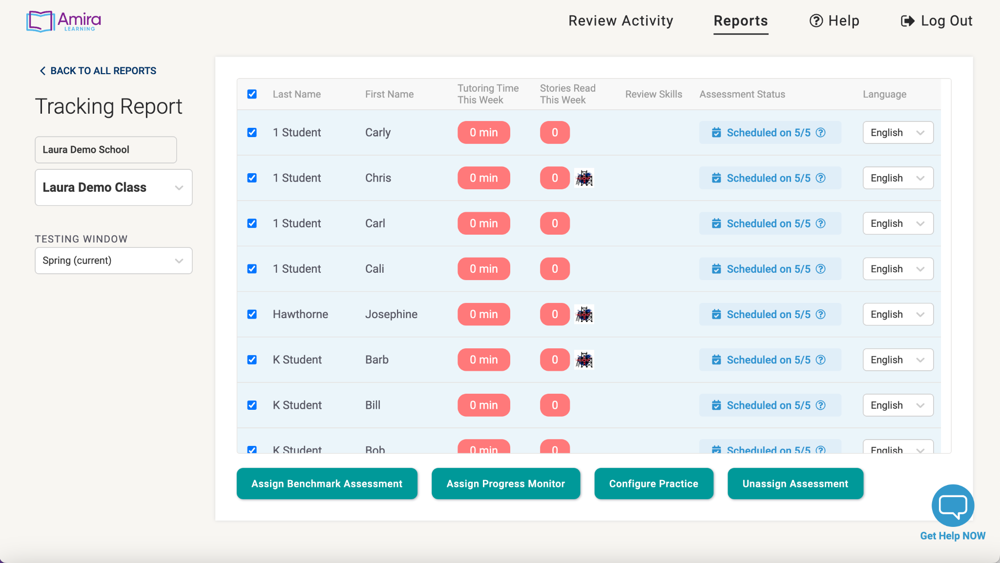 Amira
LEARNING
Review Activity
Reports
Help
Log Out
BACK TO ALL REPORTS
Tracking Report
Laura Demo School
Laura Demo Class
TESTING WINDOW
Spring (current)
Last Name First Name Tutoring Time This Week Stories Read This Week Review Skills Assessment Status Language
1 Student Carly 0 min 0 Scheduled on 5/5 ? English
1 Student Chris 0 min 0 Scheduled on 5/5 ? English
1 Student Carl 0 min 0 Scheduled on 5/5 ? English
1 Student Cali 0 min 0 Scheduled on 5/5 ? English
Hawthorne Josephine 0 min 0 Scheduled on 5/5 ? English
K Student Barb 0 min 0 Scheduled on 5/5 ? English
K Student Bill 0 min 0 Scheduled on 5/5 ? English
K Student Bob 0 min 0 Scheduled on 5/5 ? English
Assign Benchmark Assessment
Assign Progress Monitor
Configure Practice
Unassign Assessment
Get Help NOW